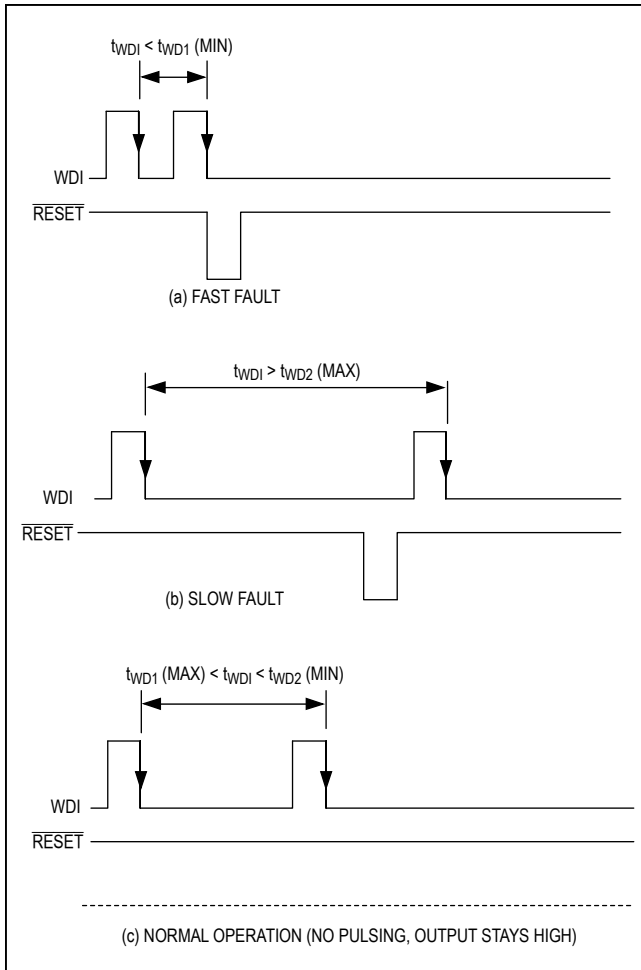 tWDI < tWD1 (MIN)
WDI
RESET
(a) FAST FAULT
tWDI > tWD2 (MAX)
WDI
RESET
(b) SLOW FAULT
tWD1 (MAX) < tWDI < tWD2 (MIN)
WDI
RESET
(c) NORMAL OPERATION (NO PULSING, OUTPUT STAYS HIGH)